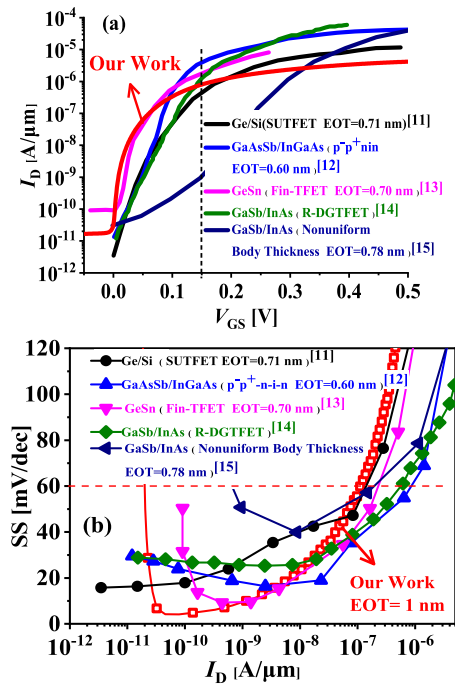 (a)
10⁻⁴
10⁻⁵
10⁻⁶
10⁻⁷
10⁻⁸
10⁻⁹
10⁻¹⁰
10⁻¹¹
10⁻¹²
I_D [A/μm]
Our Work
Ge/Si(SUTFET EOT=0.71 nm)[11]
GaAsSb/InGaAs ( p⁻p⁺nin
EOT=0.60 nm)[12]
GeSn ( Fin-TFET EOT=0.70 nm)[13]
GaSb/InAs ( R-DGTFET )[14]
GaSb/InAs ( Nonuniform
Body Thickness EOT=0.78 nm)[15]
0.0 0.1 0.2 0.3 0.4 0.5
V_GS [V]
120
100
80
60
40
20
0
SS [mV/dec]
Ge/Si ( SUTFET EOT=0.71 nm)[11]
GaAsSb/InGaAs ( p⁻p⁺-n-i-n EOT=0.60 nm)[12]
GeSn ( Fin-TFET EOT=0.70 nm)[13]
GaSb/InAs ( R-DGTFET ) [14]
GaSb/InAs ( Nonuniform Body Thickness
EOT=0.78 nm) [15]
(b)
Our Work
EOT= 1 nm
10⁻¹¹ 10⁻¹⁰ 10⁻⁹ 10⁻⁸ 10⁻⁷ 10⁻⁶
I_D [A/μm]